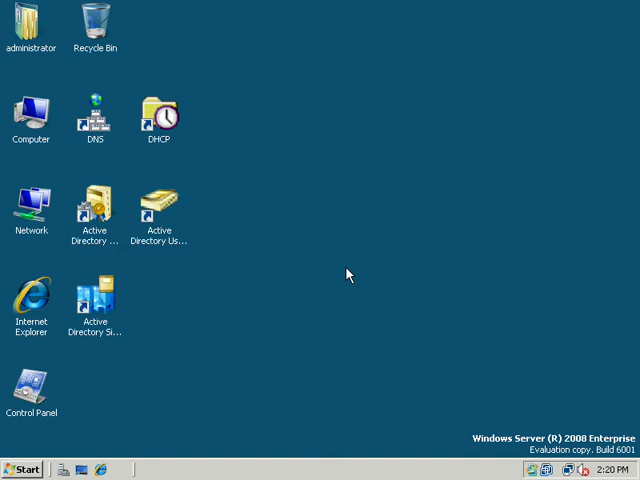 administrator
Recycle Bin
Computer
DNS
DHCP
Network
Active
Directory ...
Active
Directory Us...
Internet
Explorer
Active
Directory Si...
Control Panel
Windows Server (R) 2008 Enterprise
Evaluation copy. Build 6001
Start
2:20 PM